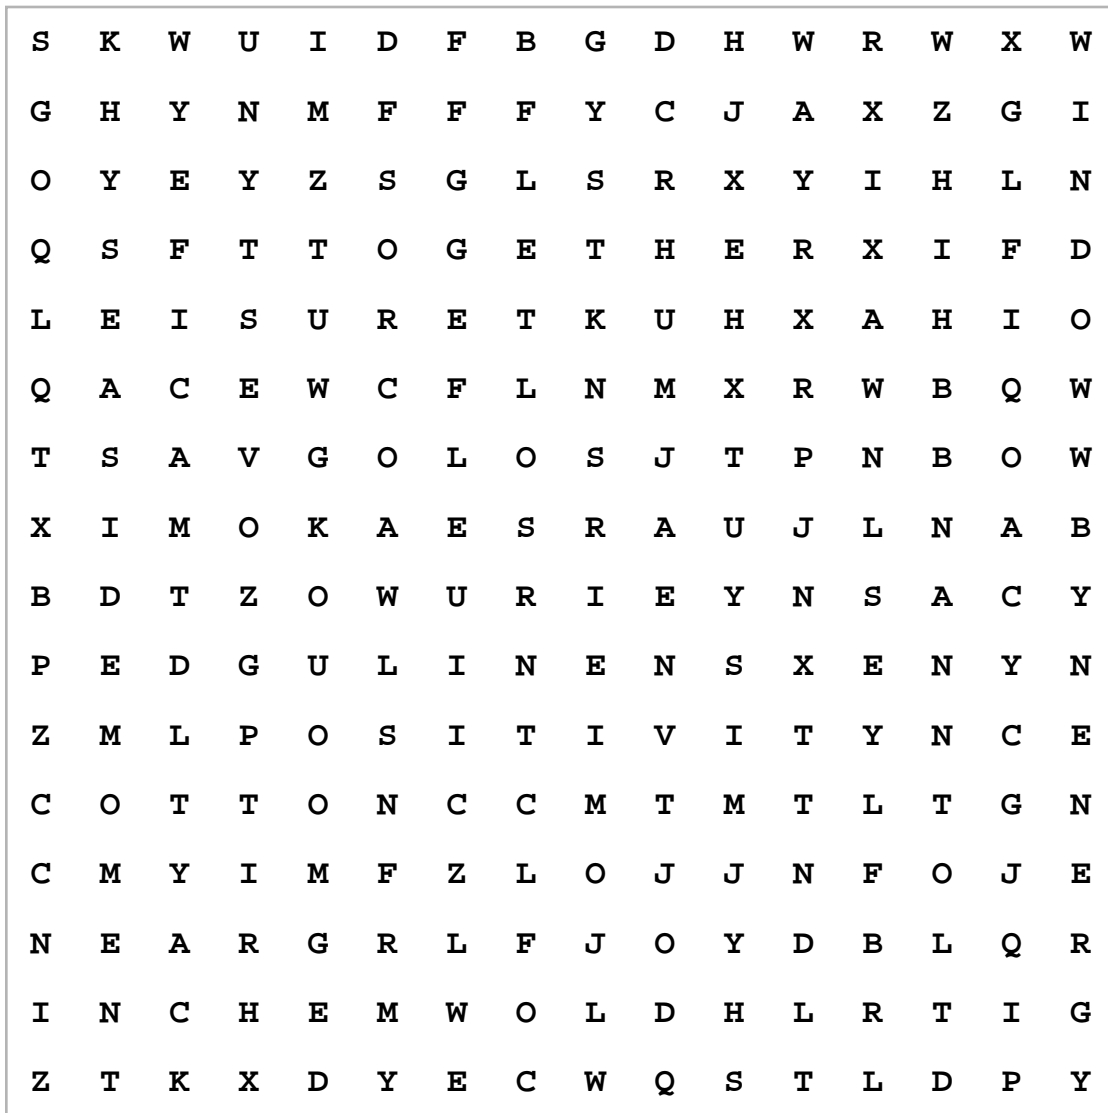 S K W U I D F B G D H W R W X W
G H Y N M F F F Y C J A X Z G I
O Y E Y Z S G L S R X Y I H L N
Q S F T T O G E T H E R X I F D
L E I S U R E T K U H X A H I O
Q A C E W C F L N M X R W B Q W
T S A V G O L O S J T P N B O W
X I M O K A E S R A U J L N A B
B D T Z O W U R I E Y N S A C Y
P E D G U L I N E N S X E N Y N
Z M L P O S I T I V I T Y N C E
C O T T O N C C M T M T L T G N
C M Y I M F Z L O J J N F O J E
N E A R G R L F J O Y D B L Q R
I N C H E M W O L D H L R T I G
Z T K X D Y E C W Q S T L D P Y